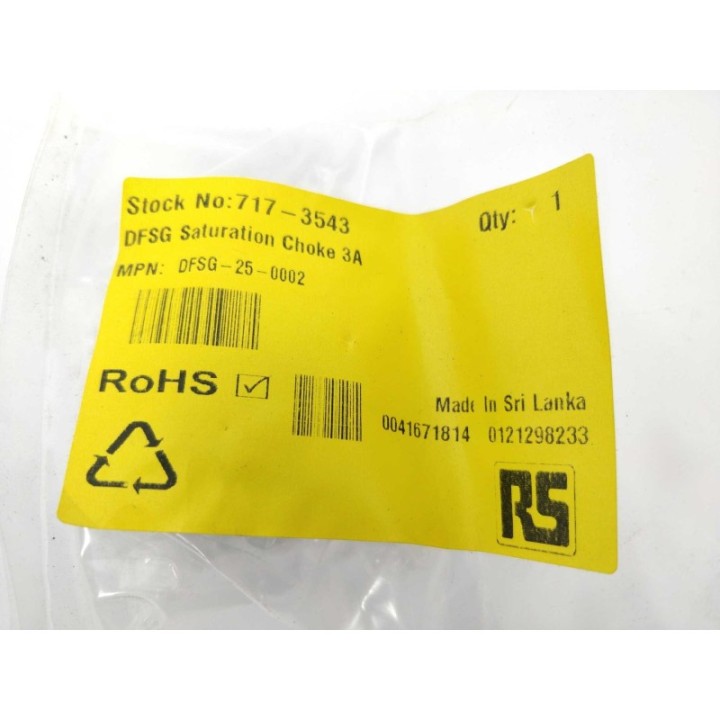 Stock No:717-3543 Qty: 1
DFSG Saturation Choke 3A
MPN: DFSG-25-0002
RoHS
Made In Sri Lanka
0041671814 0121298233
RS